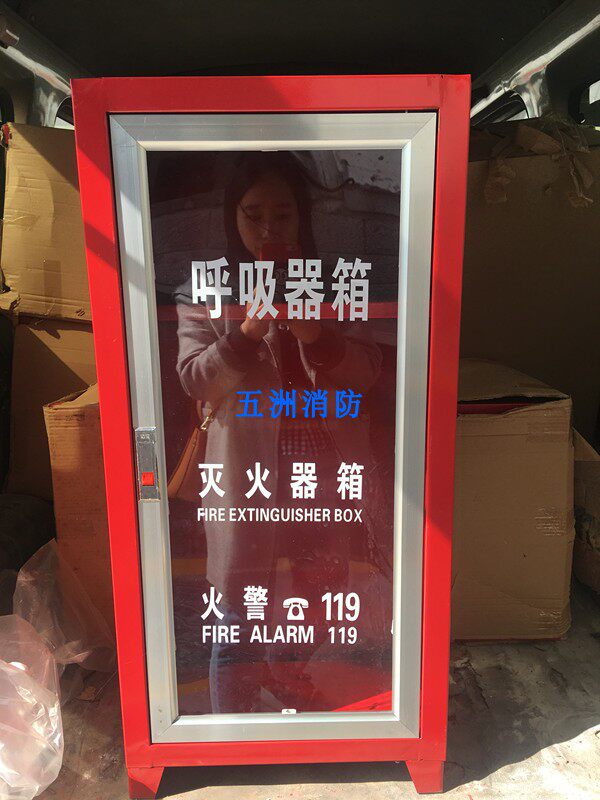 呼吸器箱
五洲消防
灭火器箱
FIRE EXTINGUISHER BOX
火警☎119
FIRE ALARM 119